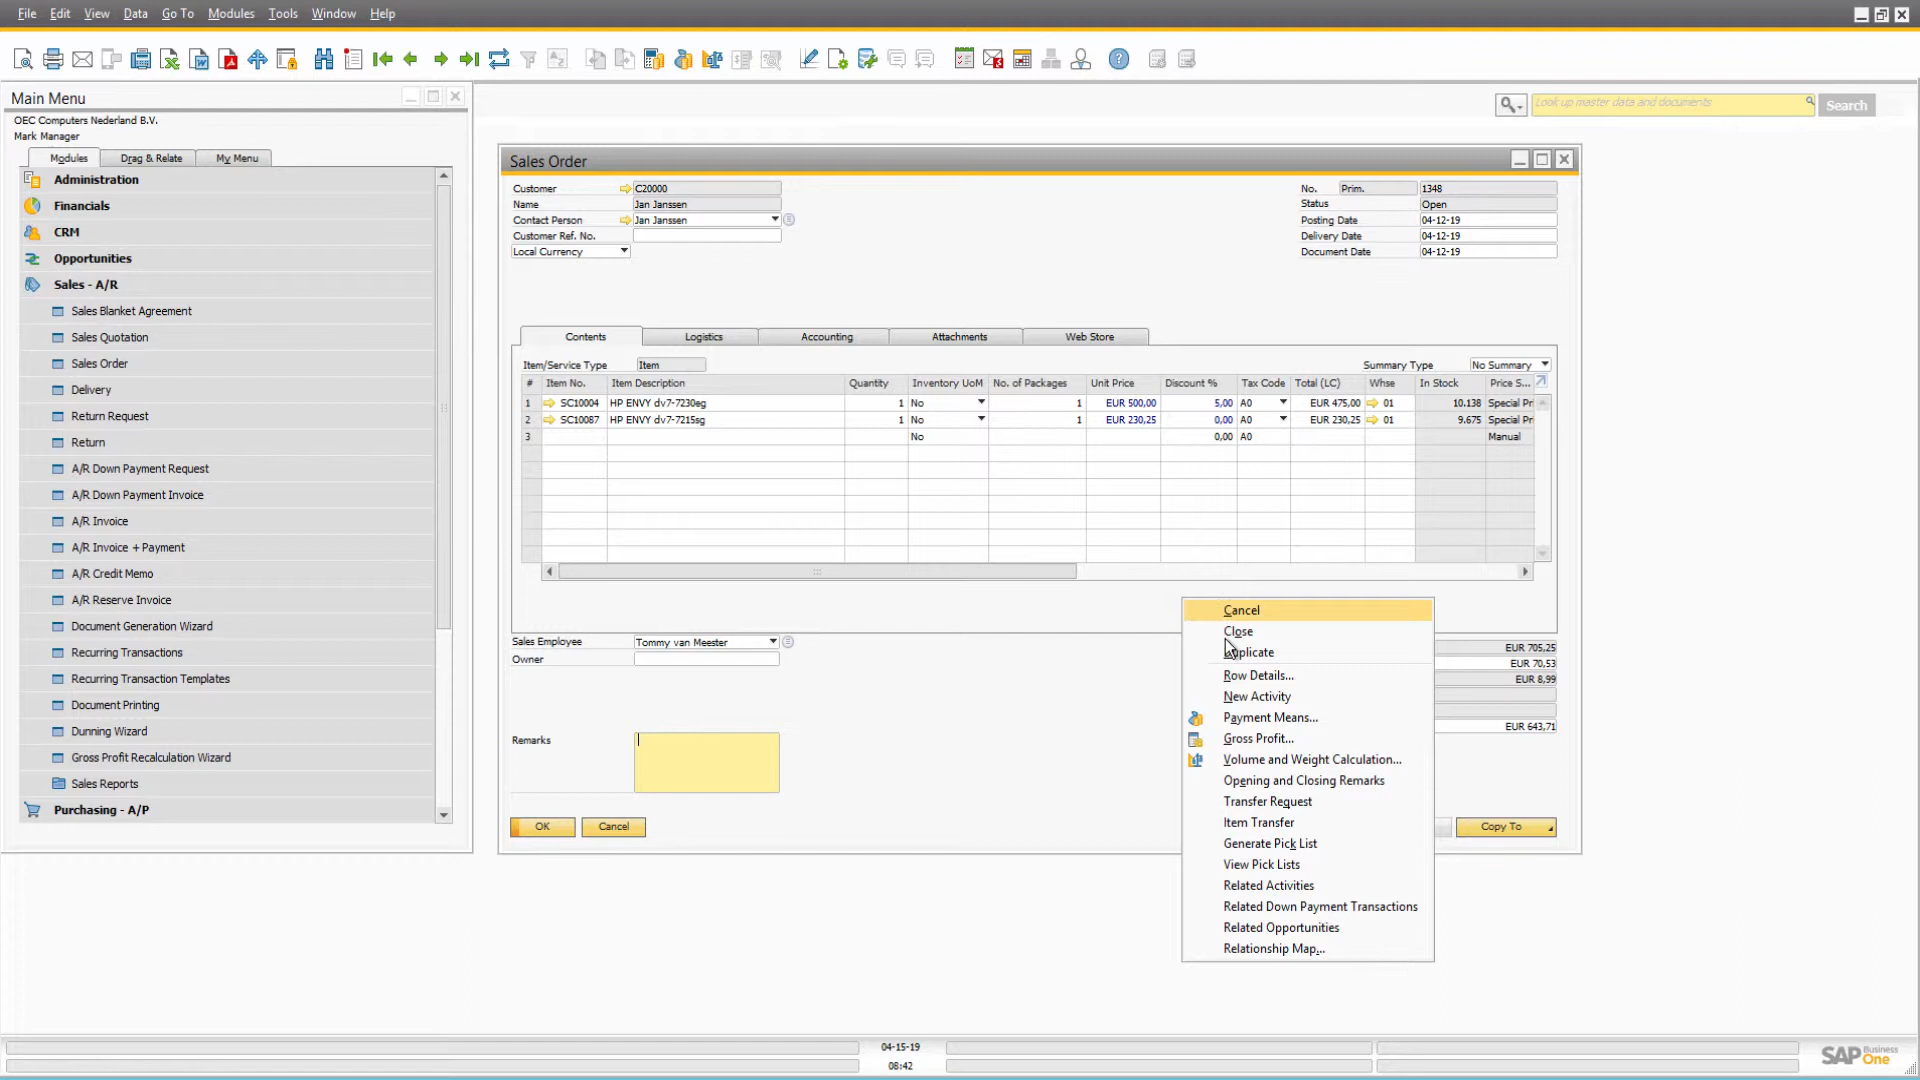 File Edit View Data Go To Modules Tools Window Help
Main Menu
OEC Computers Nederland B.V.
Mark Manager
Modules Drag & Relate My Menu
Administration
Financials
CRM
Opportunities
Sales - A/R
Sales Blanket Agreement
Sales Quotation
Sales Order
Delivery
Return Request
Return
A/R Down Payment Request
A/R Down Payment Invoice
A/R Invoice
A/R Invoice + Payment
A/R Credit Memo
A/R Reserve Invoice
Document Generation Wizard
Recurring Transactions
Recurring Transaction Templates
Document Printing
Dunning Wizard
Gross Profit Recalculation Wizard
Sales Reports
Purchasing - A/P
Look up master data and documents Search
Sales Order
Customer C20000
Name Jan Janssen
Contact Person Jan Janssen
Customer Ref. No.
Local Currency
No. Prim. 1348
Status Open
Posting Date 04-12-19
Delivery Date 04-12-19
Document Date 04-12-19
Contents Logistics Accounting Attachments Web Store
Item/Service Type Item Summary Type No Summary
# Item No. Item Description Quantity Inventory UoM No. of Packages Unit Price Discount % Tax Code Total (LC) Whse In Stock Price S...
1 SC10004 HP ENVY dv7-7230eg 1 No 1 EUR 500,00 5,00 A0 EUR 475,00 01 10.138 Special Pr
2 SC10087 HP ENVY dv7-7215sg 1 No 1 EUR 230,25 0,00 A0 EUR 230,25 01 9.675 Special Pr
3 No 0,00 A0 Manual
Sales Employee Tommy van Meester
Owner
Remarks
OK Cancel
Cancel
Close
Duplicate
Row Details...
New Activity
Payment Means...
Gross Profit...
Volume and Weight Calculation...
Opening and Closing Remarks
Transfer Request
Item Transfer
Generate Pick List
View Pick Lists
Related Activities
Related Down Payment Transactions
Related Opportunities
Relationship Map...
EUR 705,25
EUR 70,53
EUR 8,99
EUR 643,71
Copy To
04-15-19
08:42
SAP Business One